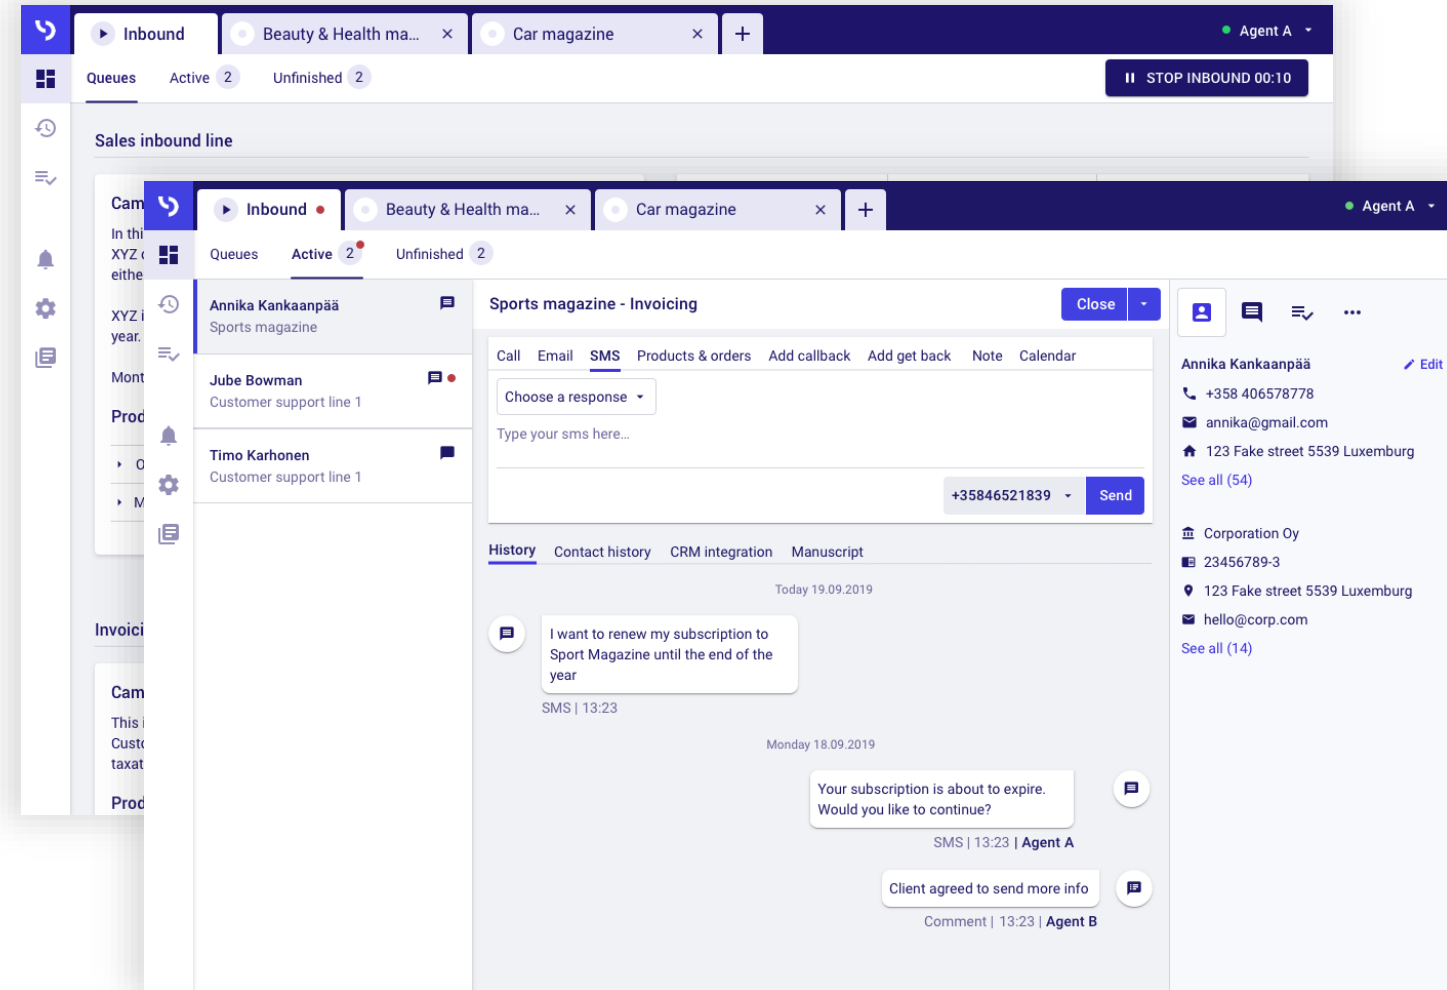 Inbound
Beauty & Health ma...
Car magazine
Agent A
Queues
Active 2
Unfinished 2
STOP INBOUND 00:10
Sales inbound line
In thi
XYZ
XYZ
year.
Invoici
This
Inbound
Beauty & Health ma...
Car magazine
Agent A
Queues
Active 2
Unfinished 2
Annika Kankaanpää
Sports magazine
Jube Bowman
Customer support line 1
Timo Karhonen
Customer support line 1
Sports magazine - Invoicing
Close
Call Email SMS Products & orders Add callback Add get back Note Calendar
Choose a response
Type your sms here...
+35846521839
Send
History Contact history CRM integration Manuscript
Today 19.09.2019
I want to renew my subscription to
Sport Magazine until the end of the
year
SMS | 13:23
Monday 18.09.2019
Your subscription is about to expire.
Would you like to continue?
SMS | 13:23 | Agent A
Client agreed to send more info
Comment | 13:23 | Agent B
Annika Kankaanpää
Edit
+358 406578778
annika@gmail.com
123 Fake street 5539 Luxemburg
See all (54)
Corporation Oy
23456789-3
123 Fake street 5539 Luxemburg
hello@corp.com
See all (14)